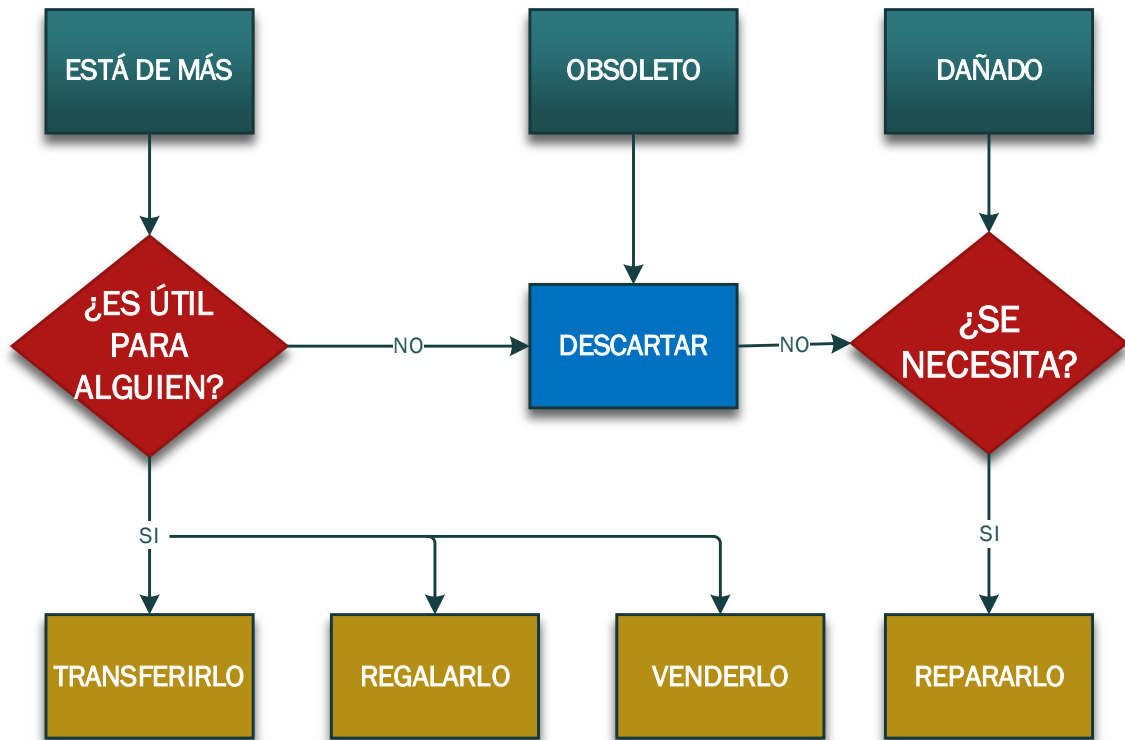 ESTÁ DE MÁS
OBSOLETO
DAÑADO
¿ES ÚTIL
PARA
ALGUIEN?
NO
DESCARTAR
NO
¿SE
NECESITA?
SI
SI
TRANSFERIRLO
REGALARLO
VENDERLO
REPARARLO